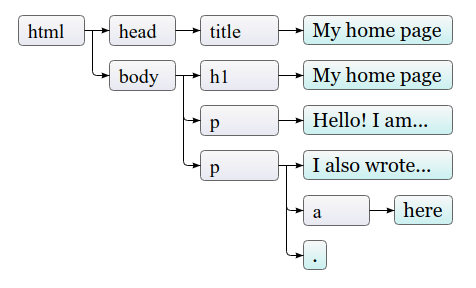 html head title My home page
body h1 My home page
p Hello! I am...
p I also wrote...
a here
.